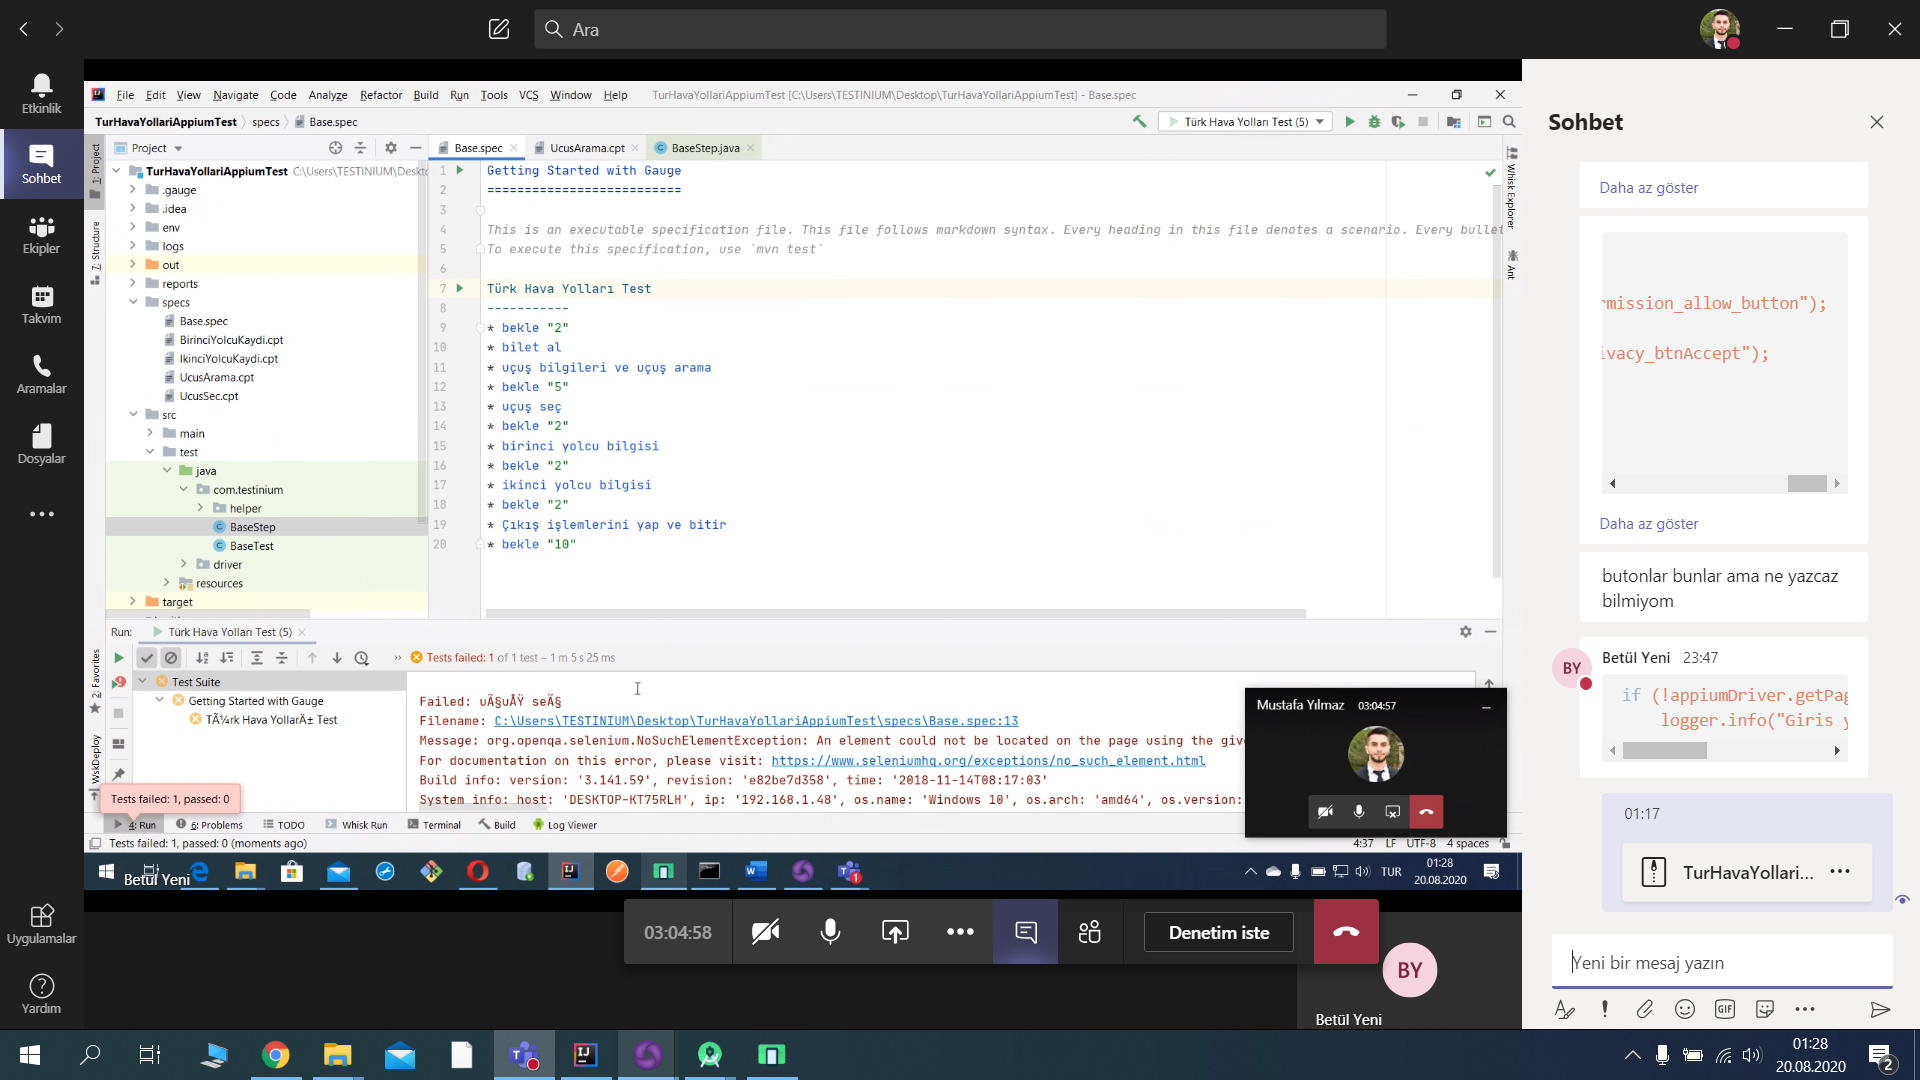 Ara
Etkinlik
Sohbet
Ekipler
Takvim
Aramalar
Dosyalar
Uygulamalar
Yardım
File Edit View Navigate Code Analyze Refactor Build Run Tools VCS Window Help TurHavaYollariAppiumTest [C:\Users\TESTINIUM\Desktop\TurHavaYollariAppiumTest] - Base.spec
TurHavaYollariAppiumTest specs Base.spec
Türk Hava Yolları Test (5)
1: Project
Z: Structure
2: Favorites
WskDeploy
Project
TurHavaYollariAppiumTest C:\Users\TESTINIUM\Deskt
.gauge
.idea
env
logs
out
reports
specs
Base.spec
BirinciYolcuKaydi.cpt
IkinciYolcuKaydi.cpt
UcusArama.cpt
UcusSec.cpt
src
main
test
java
com.testinium
helper
BaseStep
BaseTest
driver
resources
target
Base.spec UcusArama.cpt BaseStep.java
1 Getting Started with Gauge
2 ==========================
3
4 This is an executable specification file. This file follows markdown syntax. Every heading in this file denotes a scenario. Every bullet
5 To execute this specification, use `mvn test`
6
7 Türk Hava Yolları Test
8 -----------
9 * bekle "2"
10 * bilet al
11 * uçuş bilgileri ve uçuş arama
12 * bekle "5"
13 * uçuş seç
14 * bekle "2"
15 * birinci yolcu bilgisi
16 * bekle "2"
17 * ikinci yolcu bilgisi
18 * bekle "2"
19 * Çıkış işlemlerini yap ve bitir
20 * bekle "10"
Whisk Explorer
Ant
Run: Türk Hava Yolları Test (5)
» Tests failed: 1 of 1 test – 1 m 5 s 25 ms
Test Suite
Getting Started with Gauge
TÃ¼rk Hava YollarÄ± Test
Failed: uÃ§uÅŸ seÃ§
Filename: C:\Users\TESTINIUM\Desktop\TurHavaYollariAppiumTest\specs\Base.spec:13
Message: org.openqa.selenium.NoSuchElementException: An element could not be located on the page using the give
For documentation on this error, please visit: https://www.seleniumhq.org/exceptions/no_such_element.html
Build info: version: '3.141.59', revision: 'e82be7d358', time: '2018-11-14T08:17:03'
System info: host: 'DESKTOP-KT75RLH', ip: '192.168.1.48', os.name: 'Windows 10', os.arch: 'amd64', os.version:
Tests failed: 1, passed: 0
4: Run 6: Problems TODO Whisk Run Terminal Build Log Viewer
Tests failed: 1, passed: 0 (moments ago)
4:37 LF UTF-8 4 spaces
Mustafa Yılmaz 03:04:57
Betül Yeni
TUR 01:28
20.08.2020
03:04:58
Denetim iste
BY
Betül Yeni
Sohbet
Daha az göster
rmission_allow_button");
ivacy_btnAccept");
Daha az göster
butonlar bunlar ama ne yazcaz
bilmiyom
BY Betül Yeni 23:47
if (!appiumDriver.getPag
logger.info("Giris y
01:17
TurHavaYollari...
Yeni bir mesaj yazın
GIF
01:28
20.08.2020
2